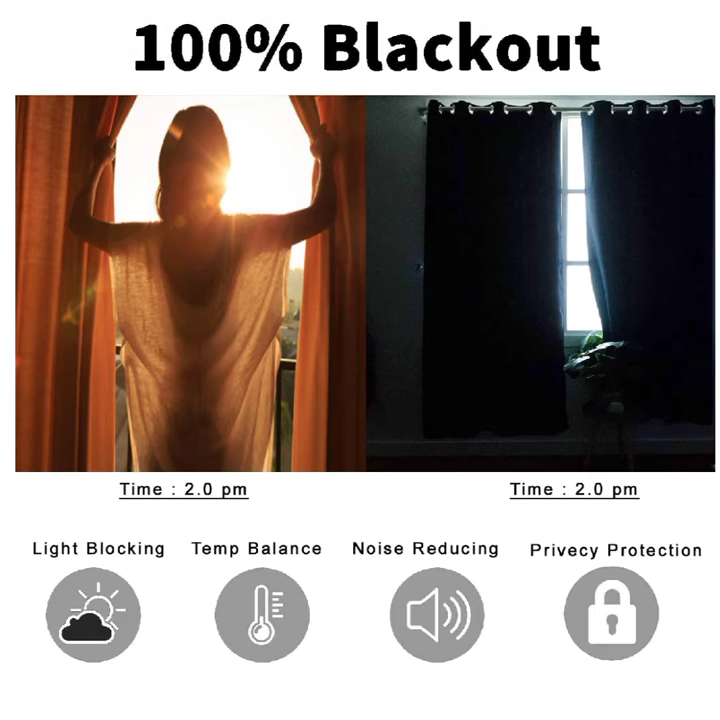 100% Blackout
Time : 2.0 pm
Time : 2.0 pm
Light Blocking
Temp Balance
Noise Reducing
Privecy Protection